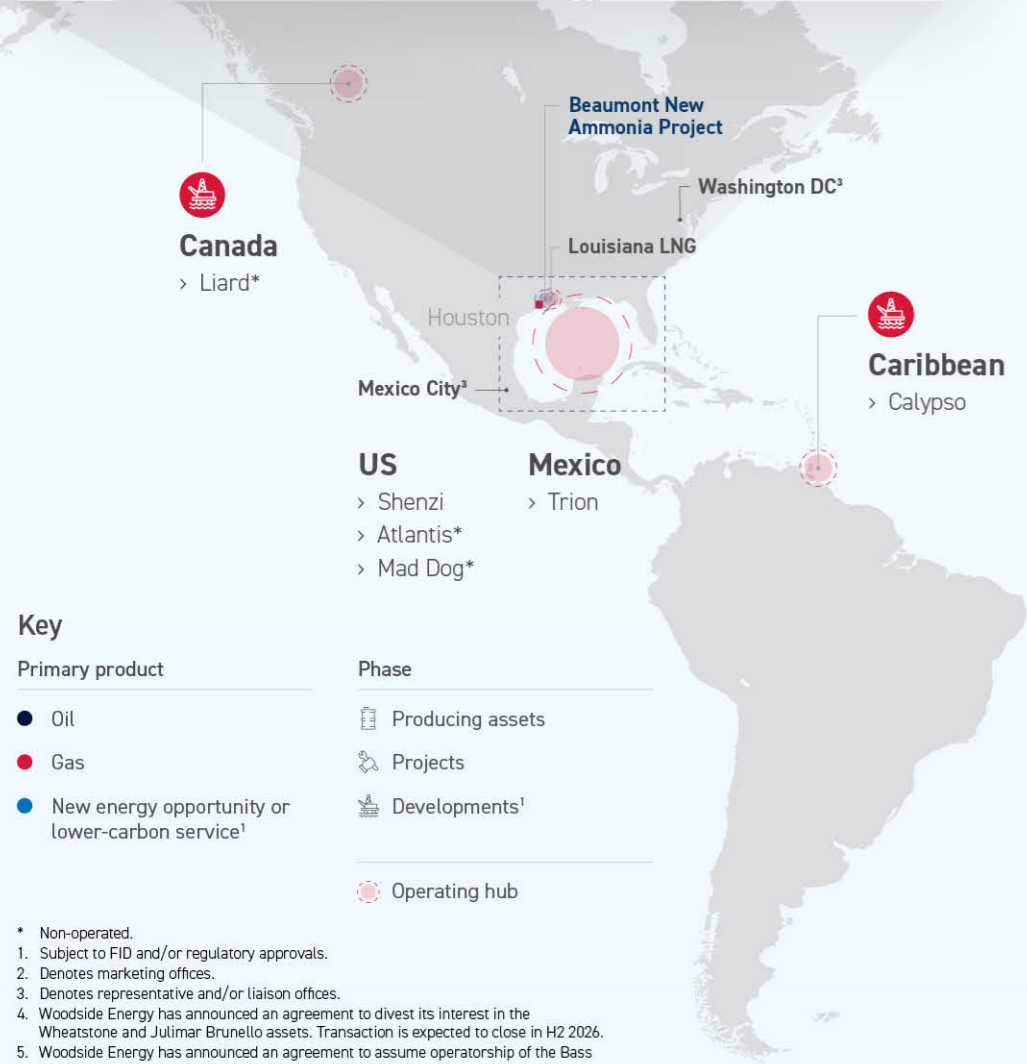 Beaumont New
Ammonia Project
Washington DC³
Canada
> Liard*
Louisiana LNG
Houston
Caribbean
> Calypso
Mexico City³
US
> Shenzi
> Atlantis*
> Mad Dog*
Mexico
> Trion
Key
Primary product
Oil
Gas
New energy opportunity or
lower-carbon service¹
Phase
Producing assets
Projects
Developments¹
Operating hub
* Non-operated.
1. Subject to FID and/or regulatory approvals.
2. Denotes marketing offices.
3. Denotes representative and/or liaison offices.
4. Woodside Energy has announced an agreement to divest its interest in the
Wheatstone and Julimar Brunello assets. Transaction is expected to close in H2 2026.
5. Woodside Energy has announced an agreement to assume operatorship of the Bass